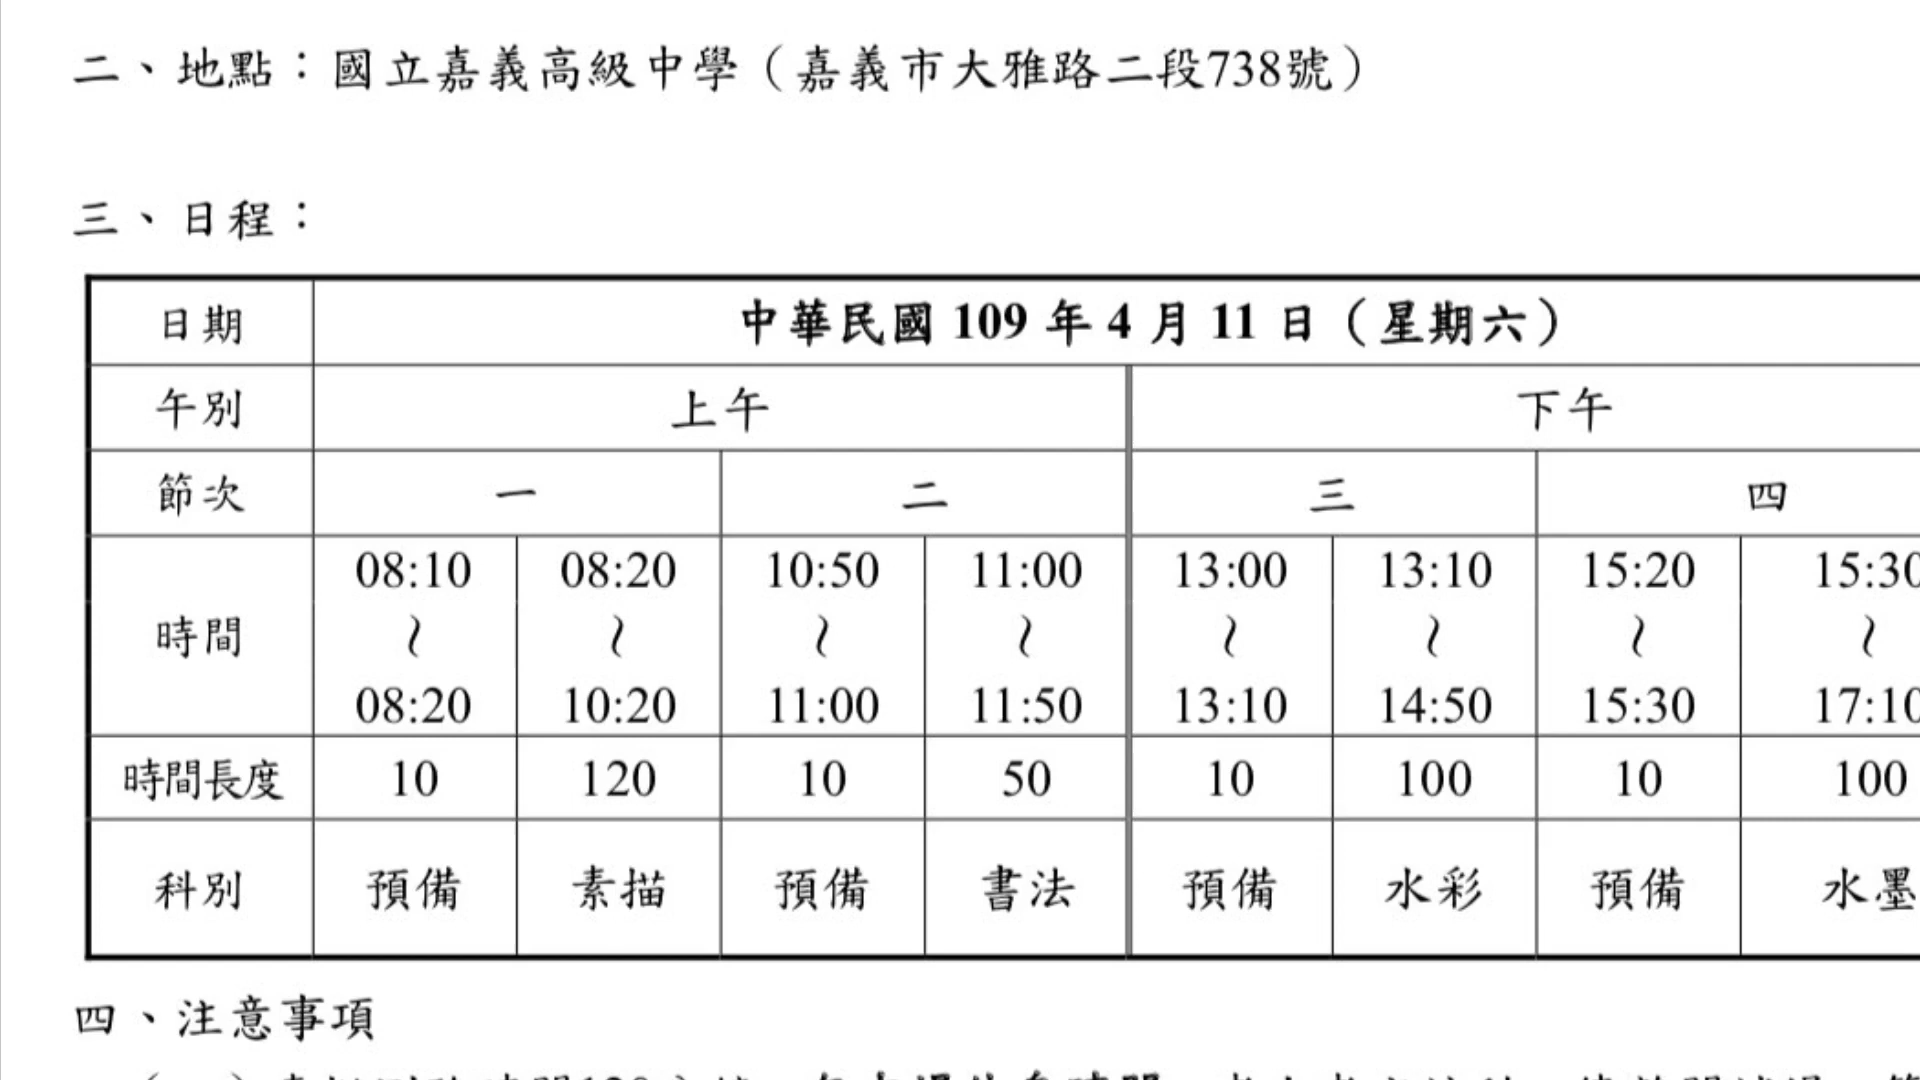 二、地點：國立嘉義高級中學（嘉義市大雅路二段738號）
三、日程：
日期 中華民國 109 年 4 月 11 日（星期六）
午別 上午 下午
節次 一 二 三 四
時間 08:10 ~ 08:20 08:20 ~ 10:20 10:50 ~ 11:00 11:00 ~ 11:50 13:00 ~ 13:10 13:10 ~ 14:50 15:20 ~ 15:30 15:30 ~ 17:10
時間長度 10 120 10 50 10 100 10 100
科別 預備 素描 預備 書法 預備 水彩 預備 水墨
四、注意事項